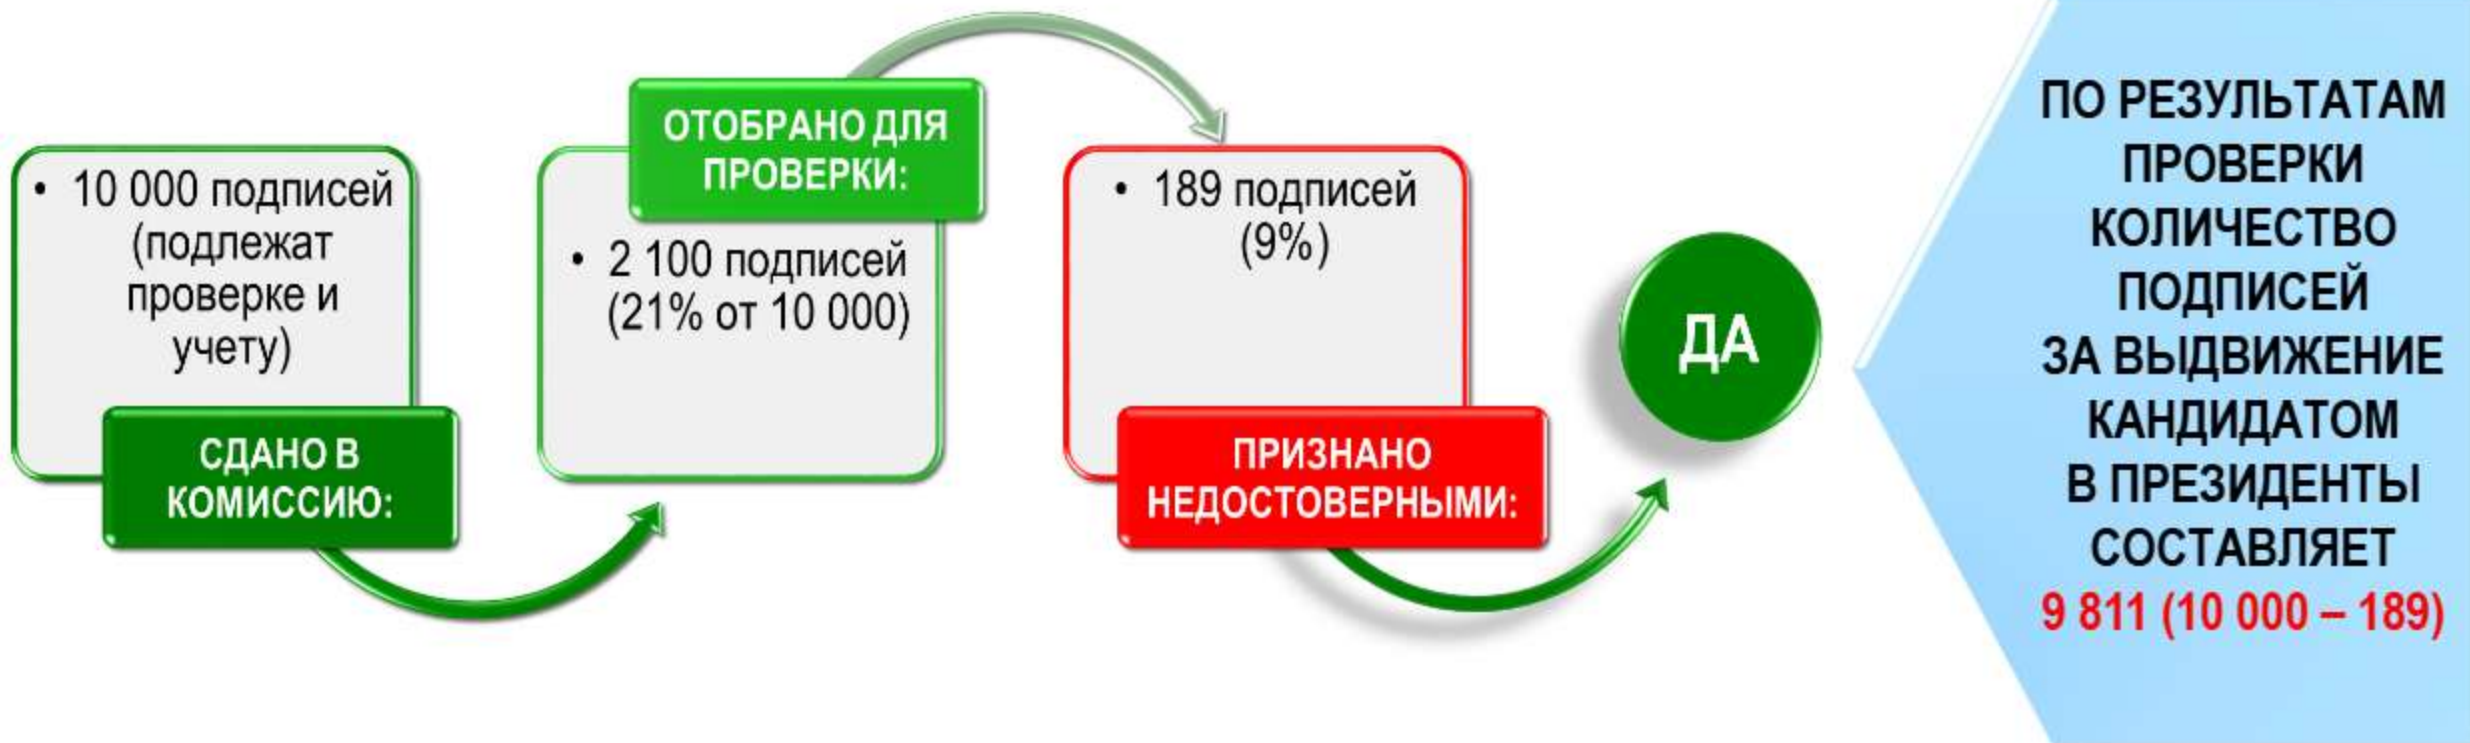 • 10 000 подписей
(подлежат
проверке и
учету)
СДАНО В
КОМИССИЮ:
ОТОБРАНО ДЛЯ
ПРОВЕРКИ:
• 2 100 подписей
(21% от 10 000)
• 189 подписей
(9%)
ПРИЗНАНО
НЕДОСТОВЕРНЫМИ:
ДА
ПО РЕЗУЛЬТАТАМ
ПРОВЕРКИ
КОЛИЧЕСТВО
ПОДПИСЕЙ
ЗА ВЫДВИЖЕНИЕ
КАНДИДАТОМ
В ПРЕЗИДЕНТЫ
СОСТАВЛЯЕТ
9 811 (10 000 – 189)